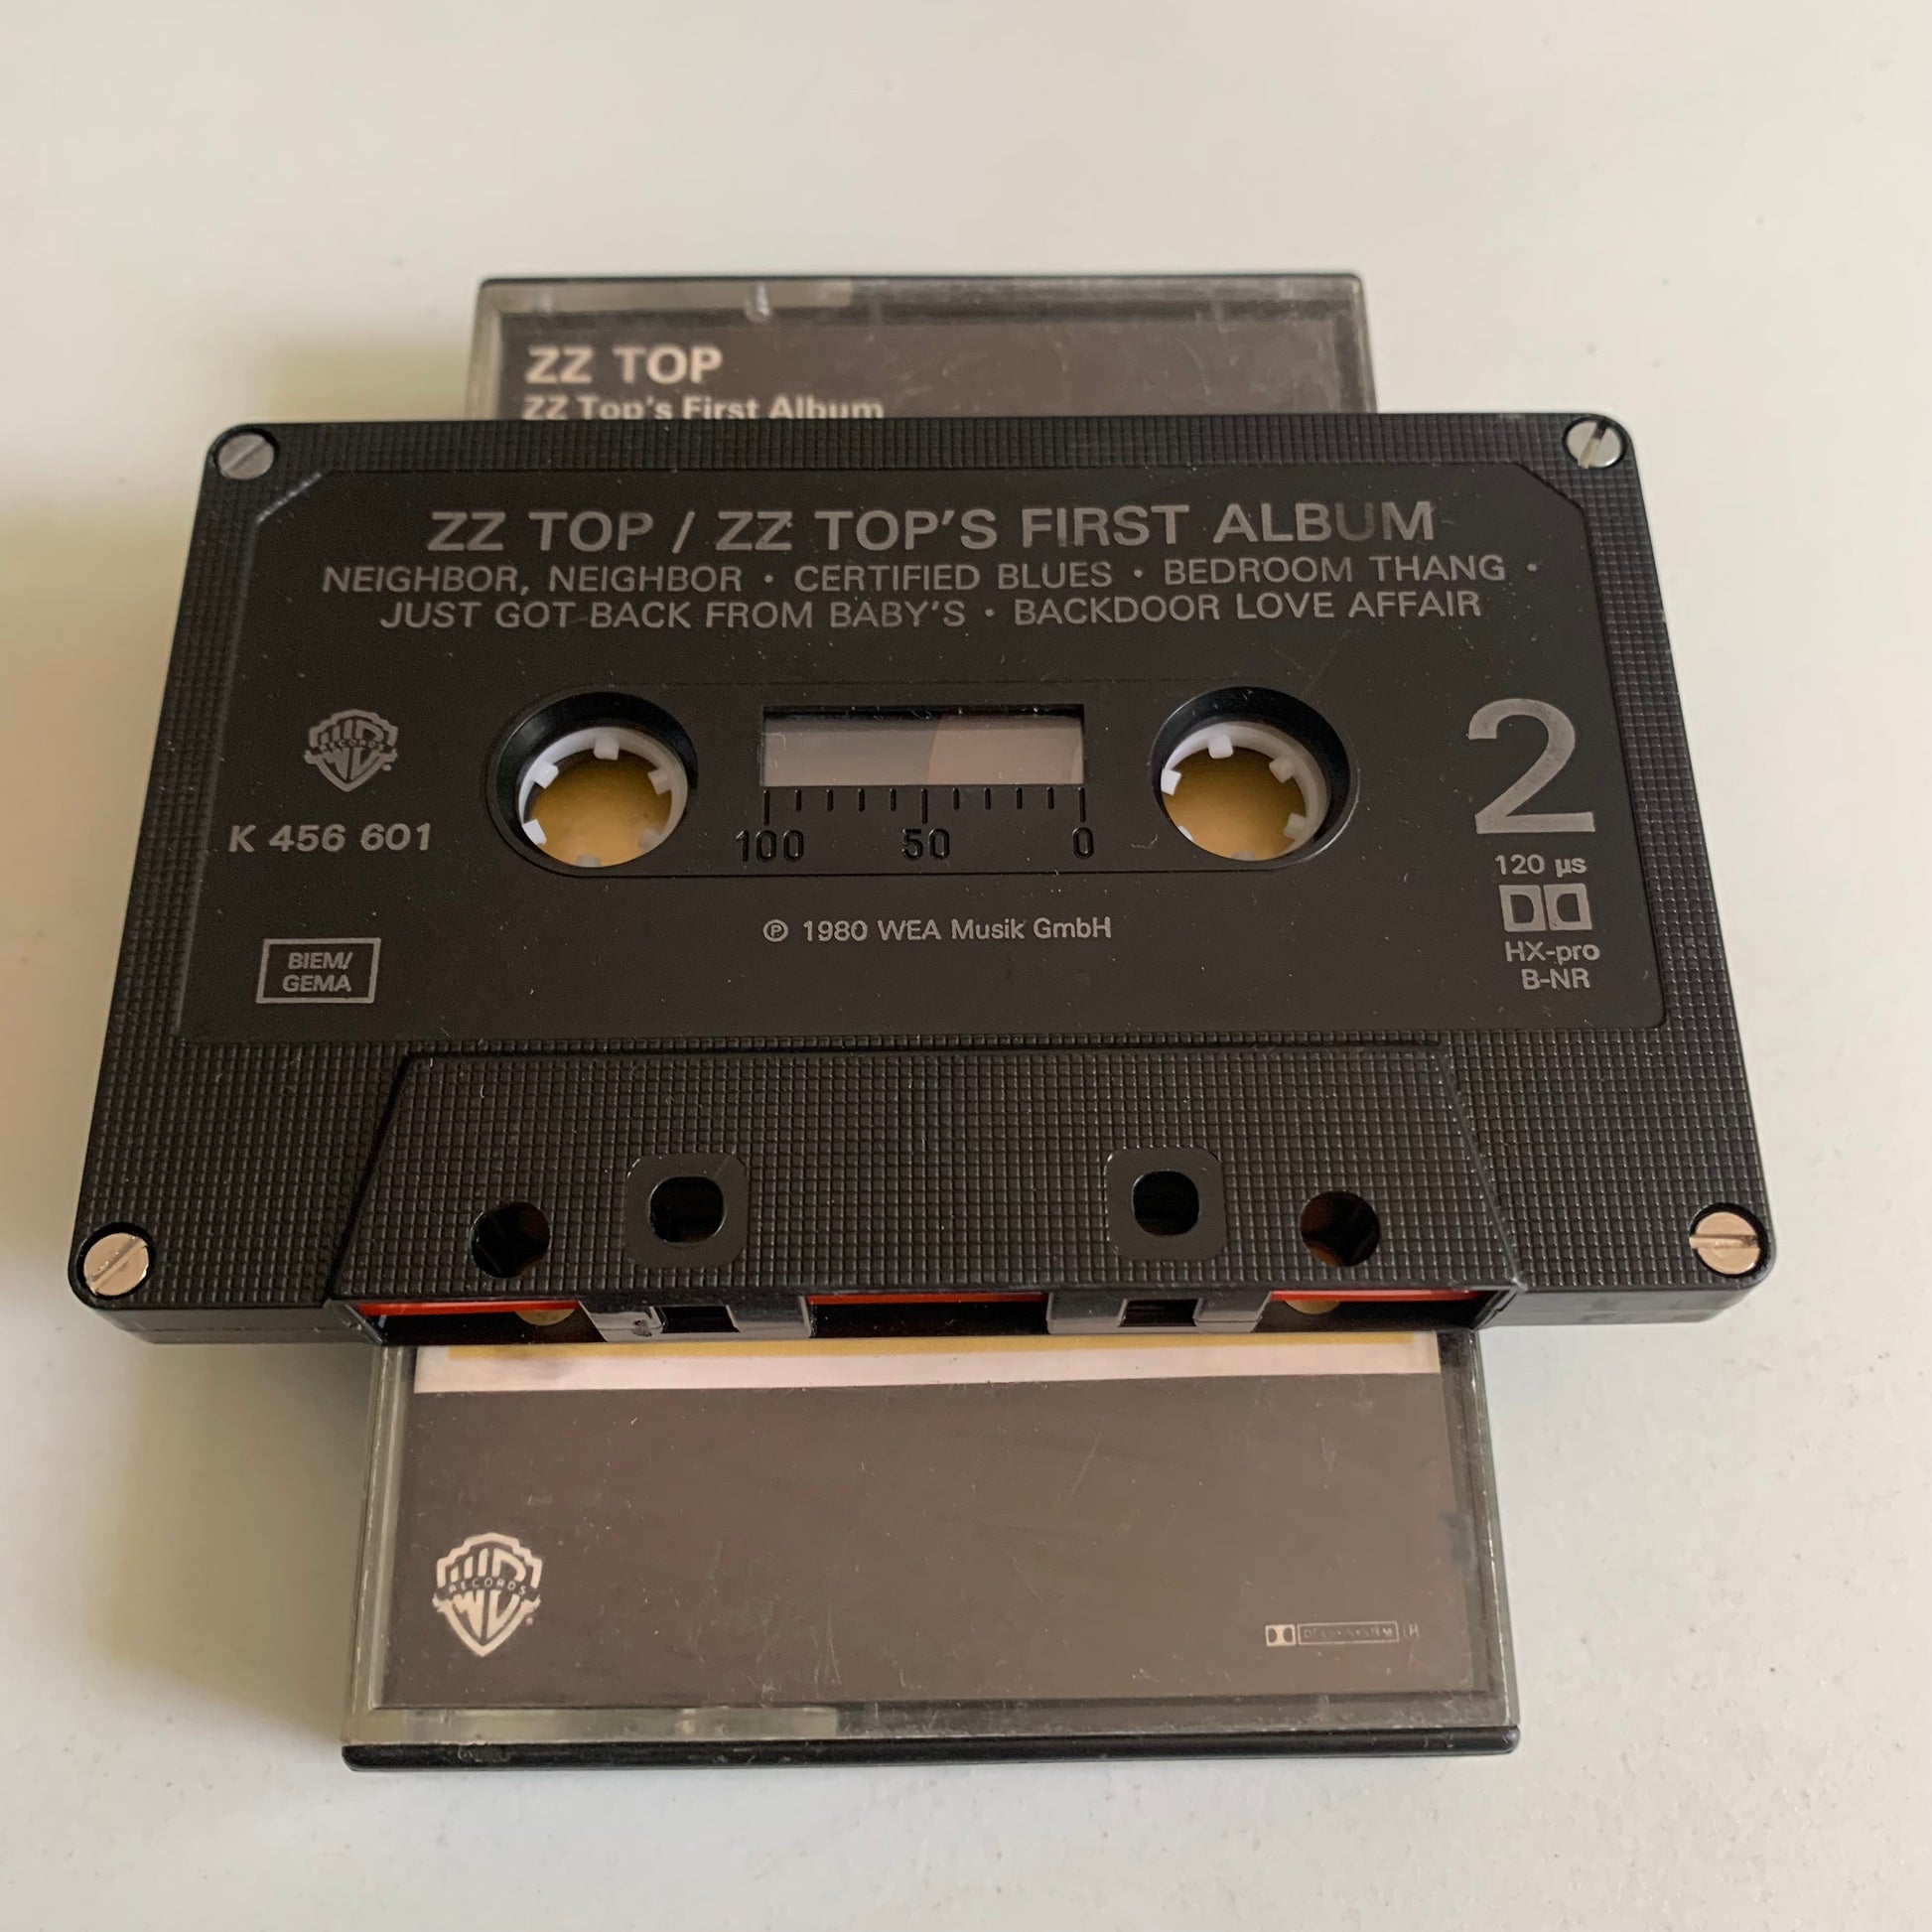 ZZ TOP
ZZ Top's First Album
ZZ TOP / ZZ TOP'S FIRST ALBUM
NEIGHBOR, NEIGHBOR • CERTIFIED BLUES • BEDROOM THANG •
JUST GOT BACK FROM BABY'S • BACKDOOR LOVE AFFAIR
RECORDS
K 456 601
100 50 0
2
120 µs
HX-pro
B-NR
℗ 1980 WEA Musik GmbH
BIEM/
GEMA
RECORDS